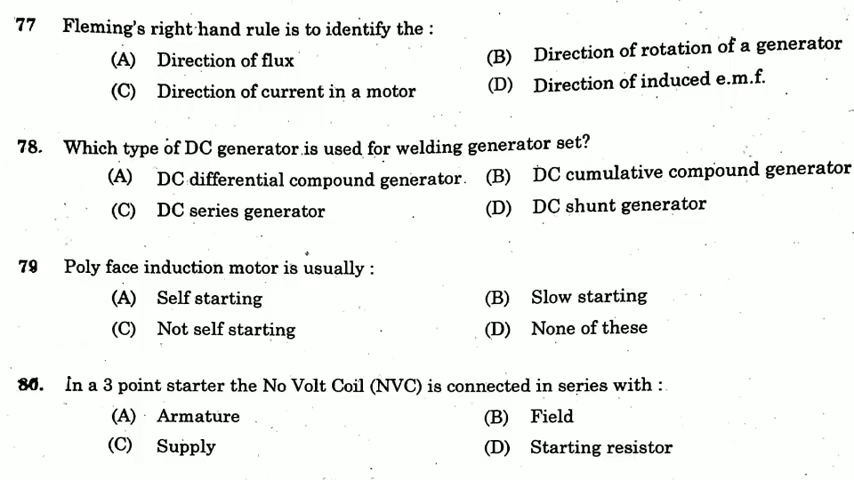 77 Fleming's right hand rule is to identify the :
(A) Direction of flux (B) Direction of rotation of a generator
(C) Direction of current in a motor (D) Direction of induced e.m.f.
78. Which type of DC generator is used for welding generator set?
(A) DC differential compound generator. (B) DC cumulative compound generator
(C) DC series generator (D) DC shunt generator
79 Poly face induction motor is usually :
(A) Self starting (B) Slow starting
(C) Not self starting (D) None of these
80. In a 3 point starter the No Volt Coil (NVC) is connected in series with :
(A) Armature (B) Field
(C) Supply (D) Starting resistor